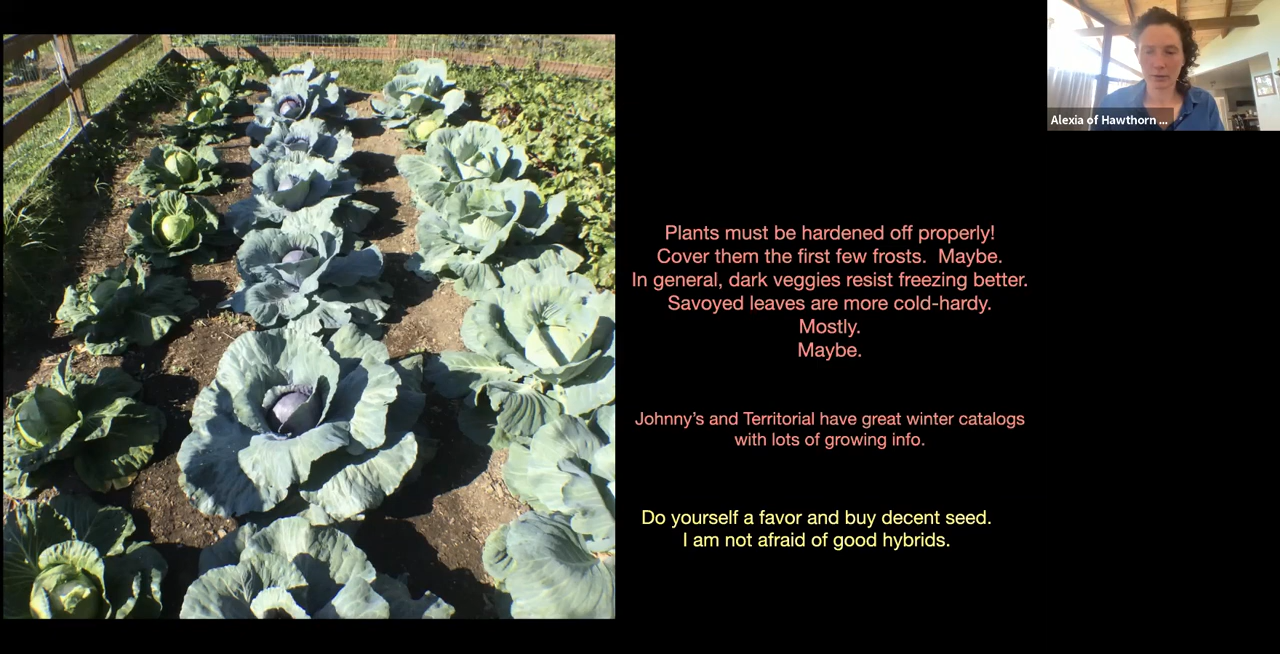 Alexia of Hawthorn ...
Plants must be hardened off properly!
Cover them the first few frosts.  Maybe.
In general, dark veggies resist freezing better.
Savoyed leaves are more cold-hardy.
Mostly.
Maybe.
Johnny's and Territorial have great winter catalogs
with lots of growing info.
Do yourself a favor and buy decent seed.
I am not afraid of good hybrids.